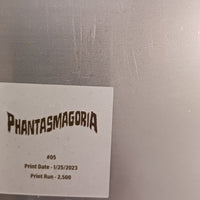 PHANTASMAGORIA
#05
Print Date - 1/25/2023
Print Run - 2,500